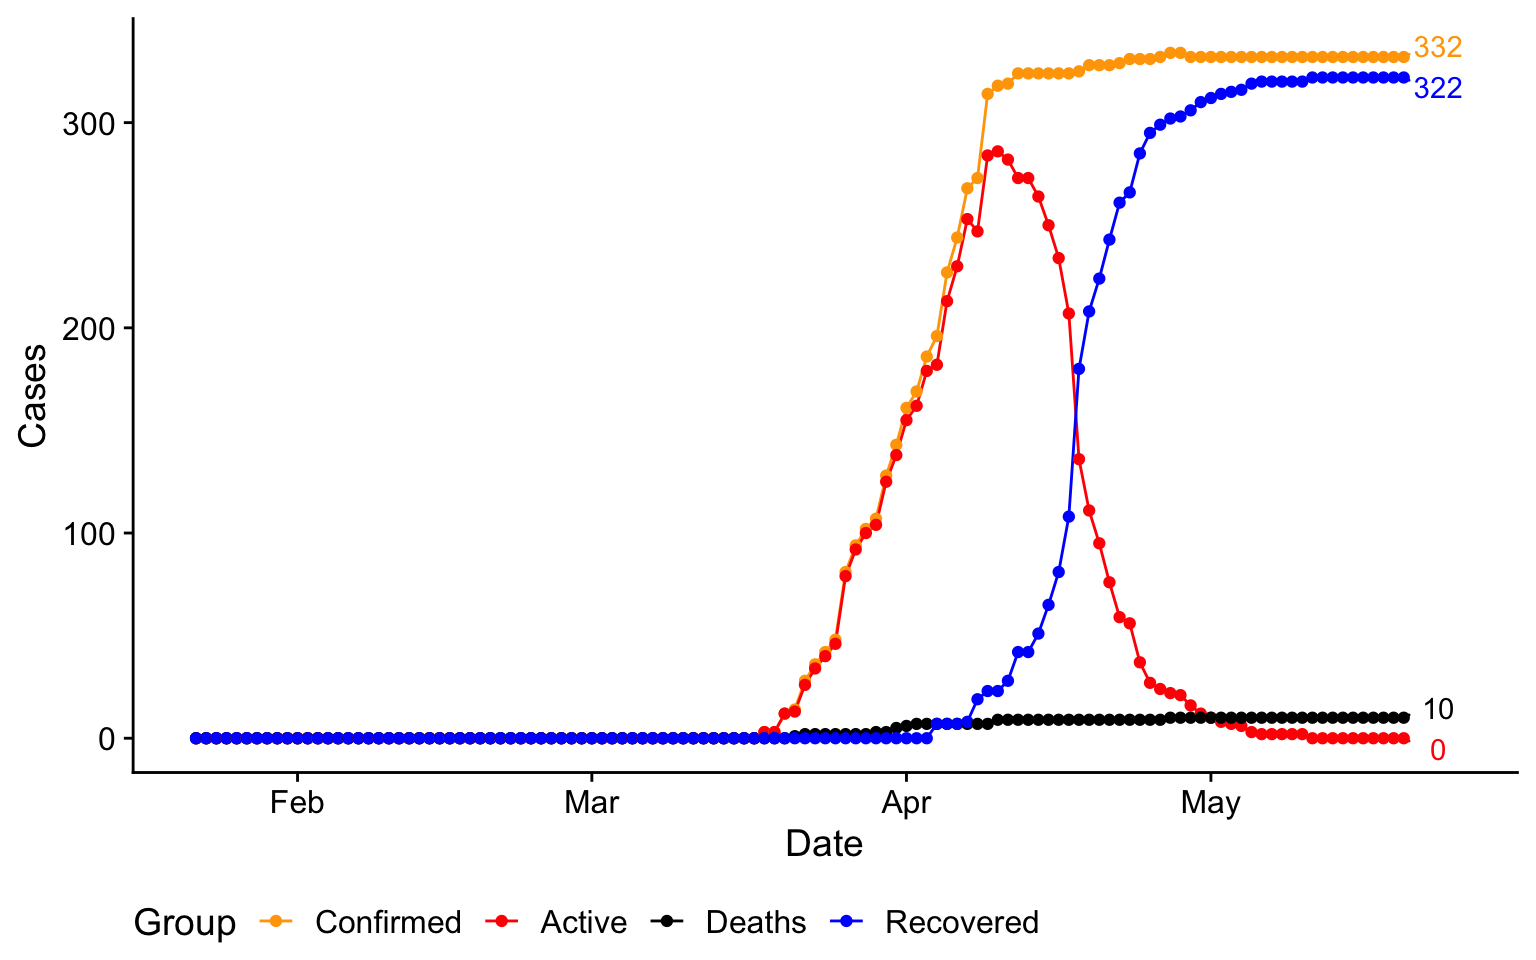 332
322
300
200
100
0
10
0
Cases
Feb Mar Apr May
Date
Group Confirmed Active Deaths Recovered